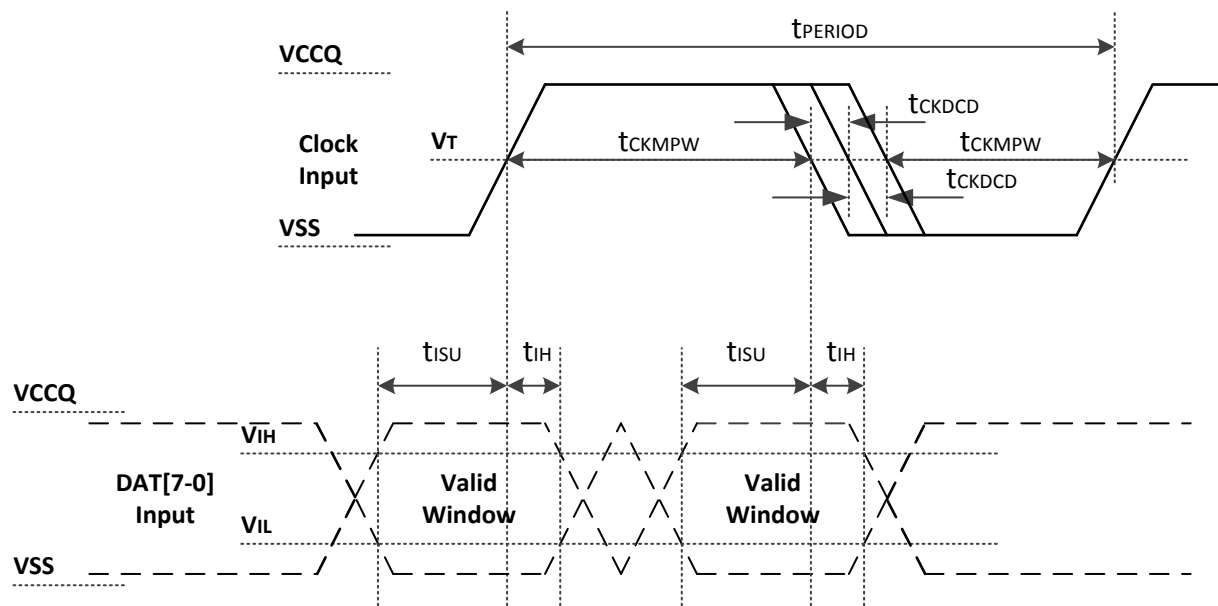 tPERIOD
VCCQ
tCKDCD
Clock
Input
VT
tCKMPW
tCKMPW
tCKDCD
VSS
tISU
tIH
tISU
tIH
VCCQ
VIH
DAT[7-0]
Input
Valid
Window
Valid
Window
VIL
VSS